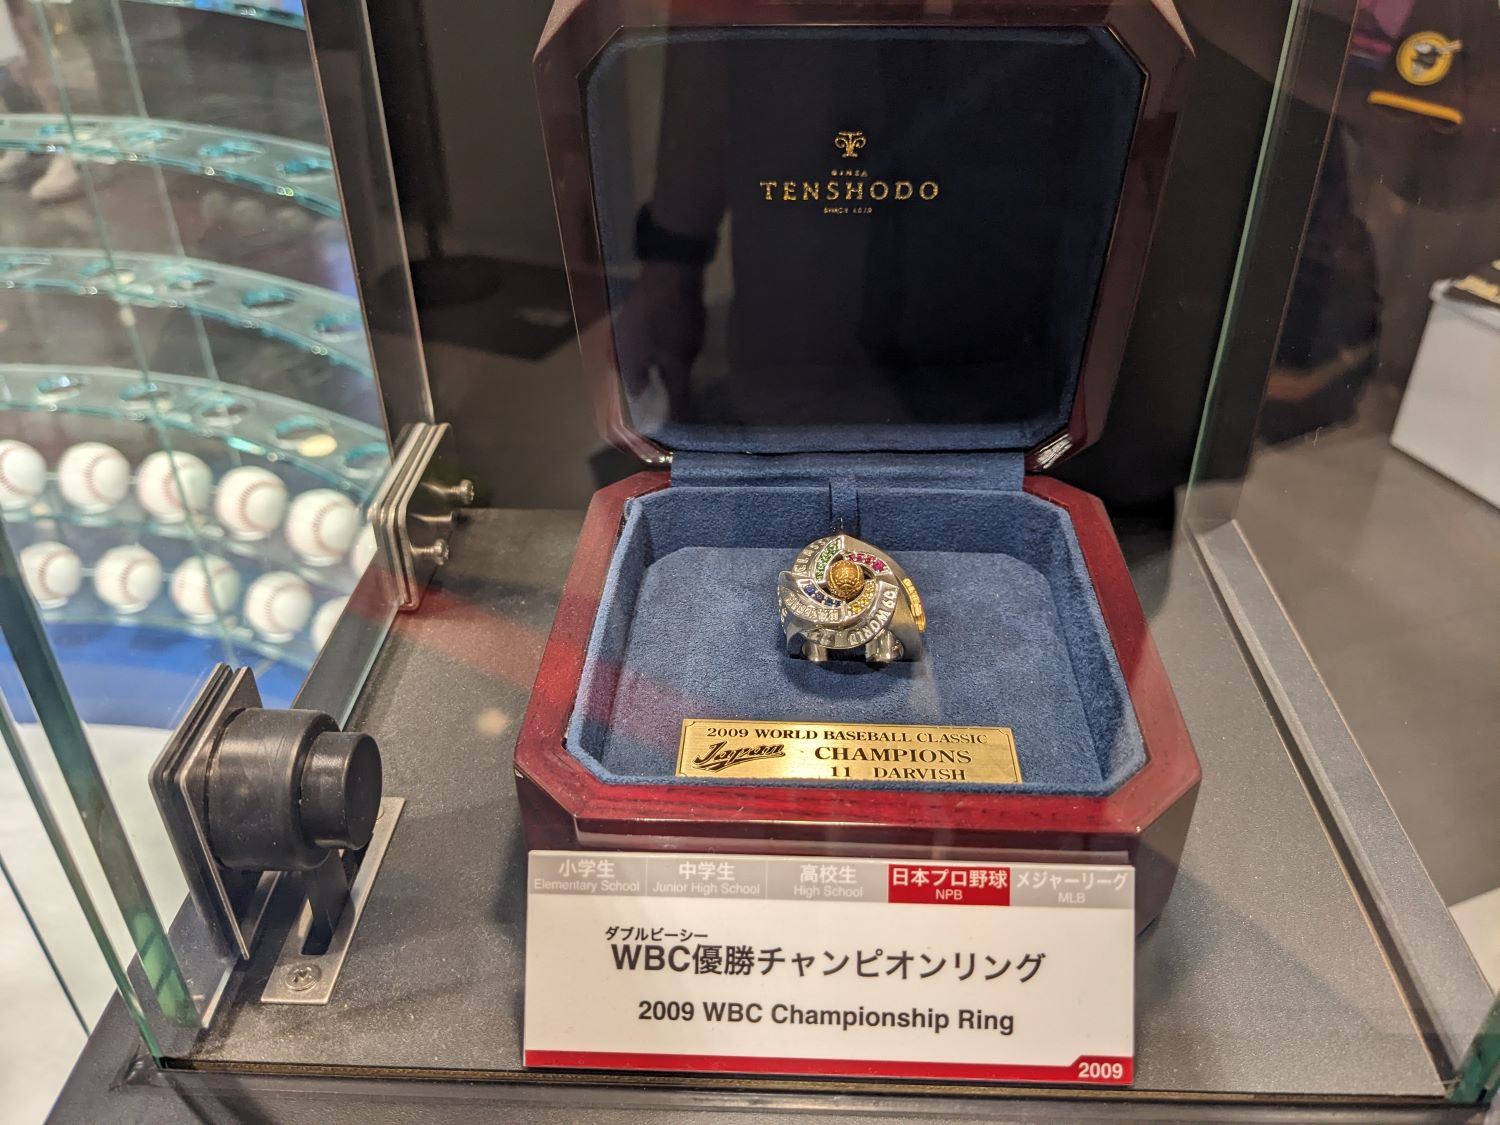 GINZA
TENSHODO
SINCE 1879
2009 WORLD BASEBALL CLASSIC
Japan CHAMPIONS
11 DARVISH
小学生 中学生 高校生 日本プロ野球 メジャーリーグ
Elementary School Junior High School High School NPB MLB
ダブルビーシー
WBC優勝チャンピオンリング
2009 WBC Championship Ring
2009